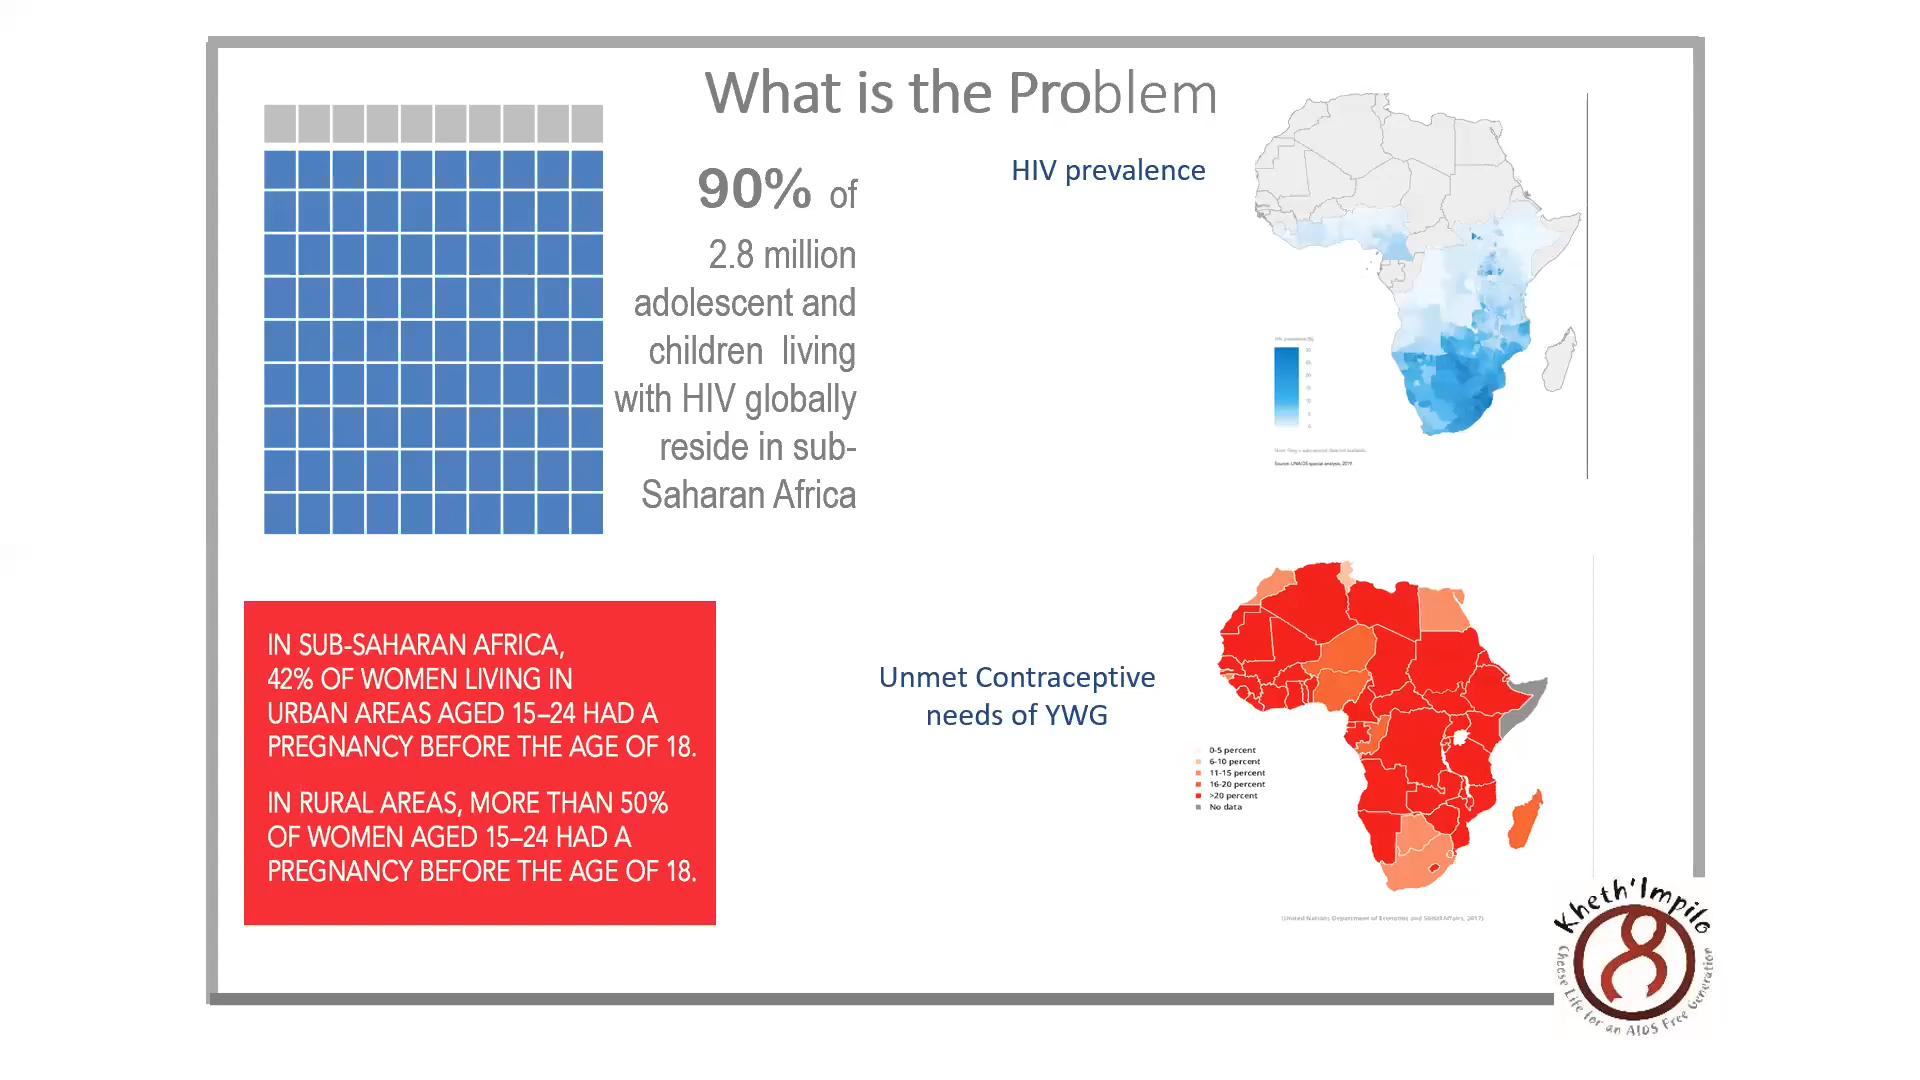 What is the Problem
90% of
2.8 million
adolescent and
children living
with HIV globally
reside in sub-
Saharan Africa
HIV prevalence
Source: UNAIDS special analysis, 2019
IN SUB-SAHARAN AFRICA,
42% OF WOMEN LIVING IN
URBAN AREAS AGED 15–24 HAD A
PREGNANCY BEFORE THE AGE OF 18.
IN RURAL AREAS, MORE THAN 50%
OF WOMEN AGED 15–24 HAD A
PREGNANCY BEFORE THE AGE OF 18.
Unmet Contraceptive
needs of YWG
0-5 percent
6-10 percent
11-15 percent
16-20 percent
>20 percent
No data
(United Nations Department of Economic and Social Affairs, 2017)
Kheth'Impilo
Choose Life for an AIDS Free Generation